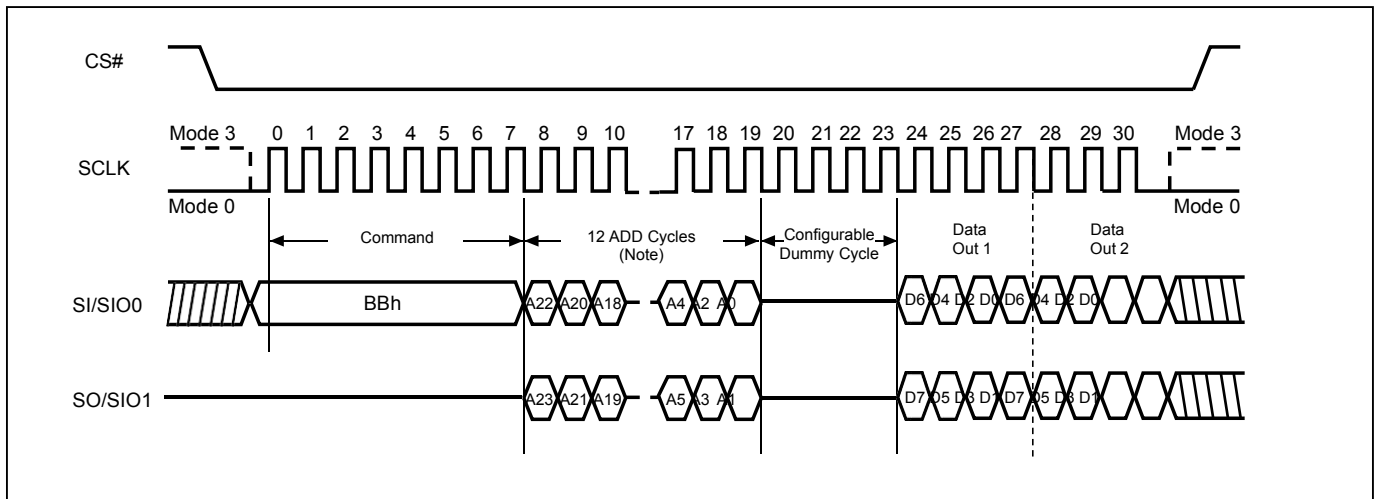 CS#
Mode 3 0 1 2 3 4 5 6 7 8 9 10 17 18 19 20 21 22 23 24 25 26 27 28 29 30 Mode 3
SCLK
Mode 0 Mode 0
Command 12 ADD Cycles (Note) Configurable Dummy Cycle Data Out 1 Data Out 2
SI/SIO0 BBh A22 A20 A18 A4 A2 A0 D6 D4 D2 D0 D6 D4 D2 D0
SO/SIO1 A23 A21 A19 A5 A3 A1 D7 D5 D3 D1 D7 D5 D3 D1